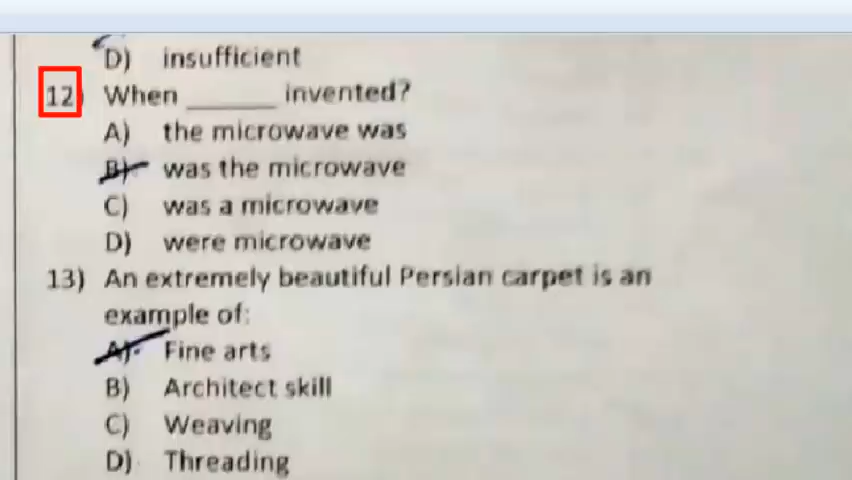 D) insufficient
12) When ______ invented?
A) the microwave was
B) was the microwave
C) was a microwave
D) were microwave
13) An extremely beautiful Persian carpet is an
example of:
A) Fine arts
B) Architect skill
C) Weaving
D) Threading